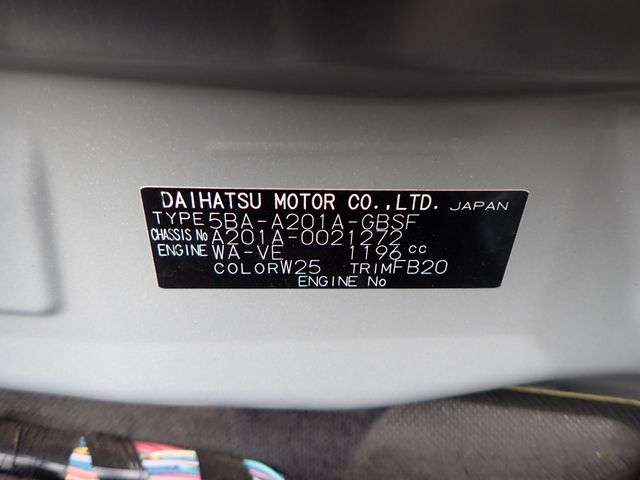 DAIHATSU MOTOR CO.,LTD. JAPAN
TYPE 5BA-A201A-GBSF
CHASSIS No A201A-0021272
ENGINE WA-VE 1196 cc
COLOR W25 TRIM FB20
ENGINE No